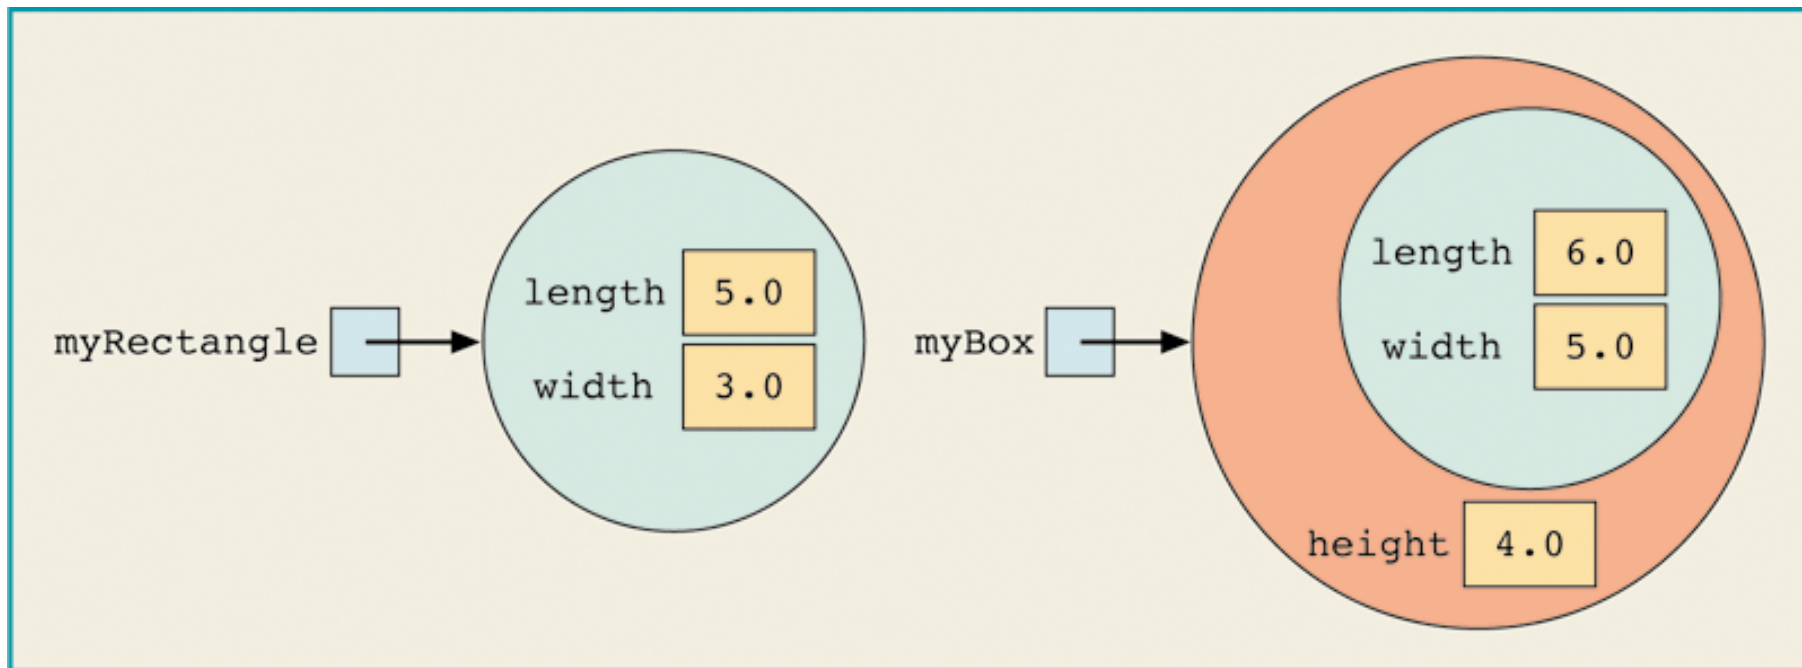 myRectangle
length 5.0
width 3.0
myBox
length 6.0
width 5.0
height 4.0